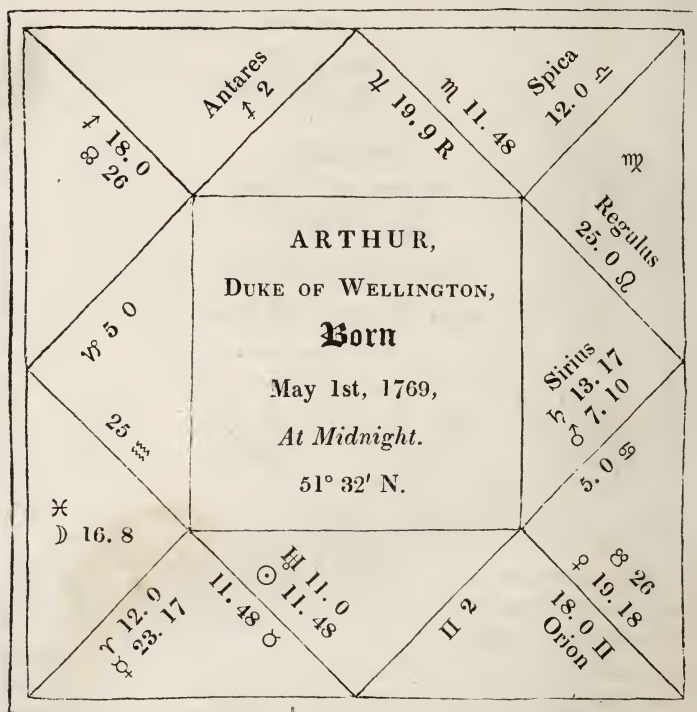 Antares
♐ 2
♃ 19. 9 R
♏ 11. 48
Spica
12. 0 ♎
♐ 18. 0
☊ 26
♍
Regulus
25. 0 ♌
ARTHUR,
DUKE OF WELLINGTON,
Born
May 1st, 1769,
At Midnight.
51° 32′ N.
♑ 5 0
Sirius
♄ 13. 17
♂ 7. 10
5. 0 ♋
25 ♒
♓
☽ 16. 8
♈ 12. 0
☿ 23. 17
♅ 11. 0
☉ 11. 48
11. 48 ♉
♊ 2
☋ 26
♀ 19. 18
18. 0 ♊
Orion